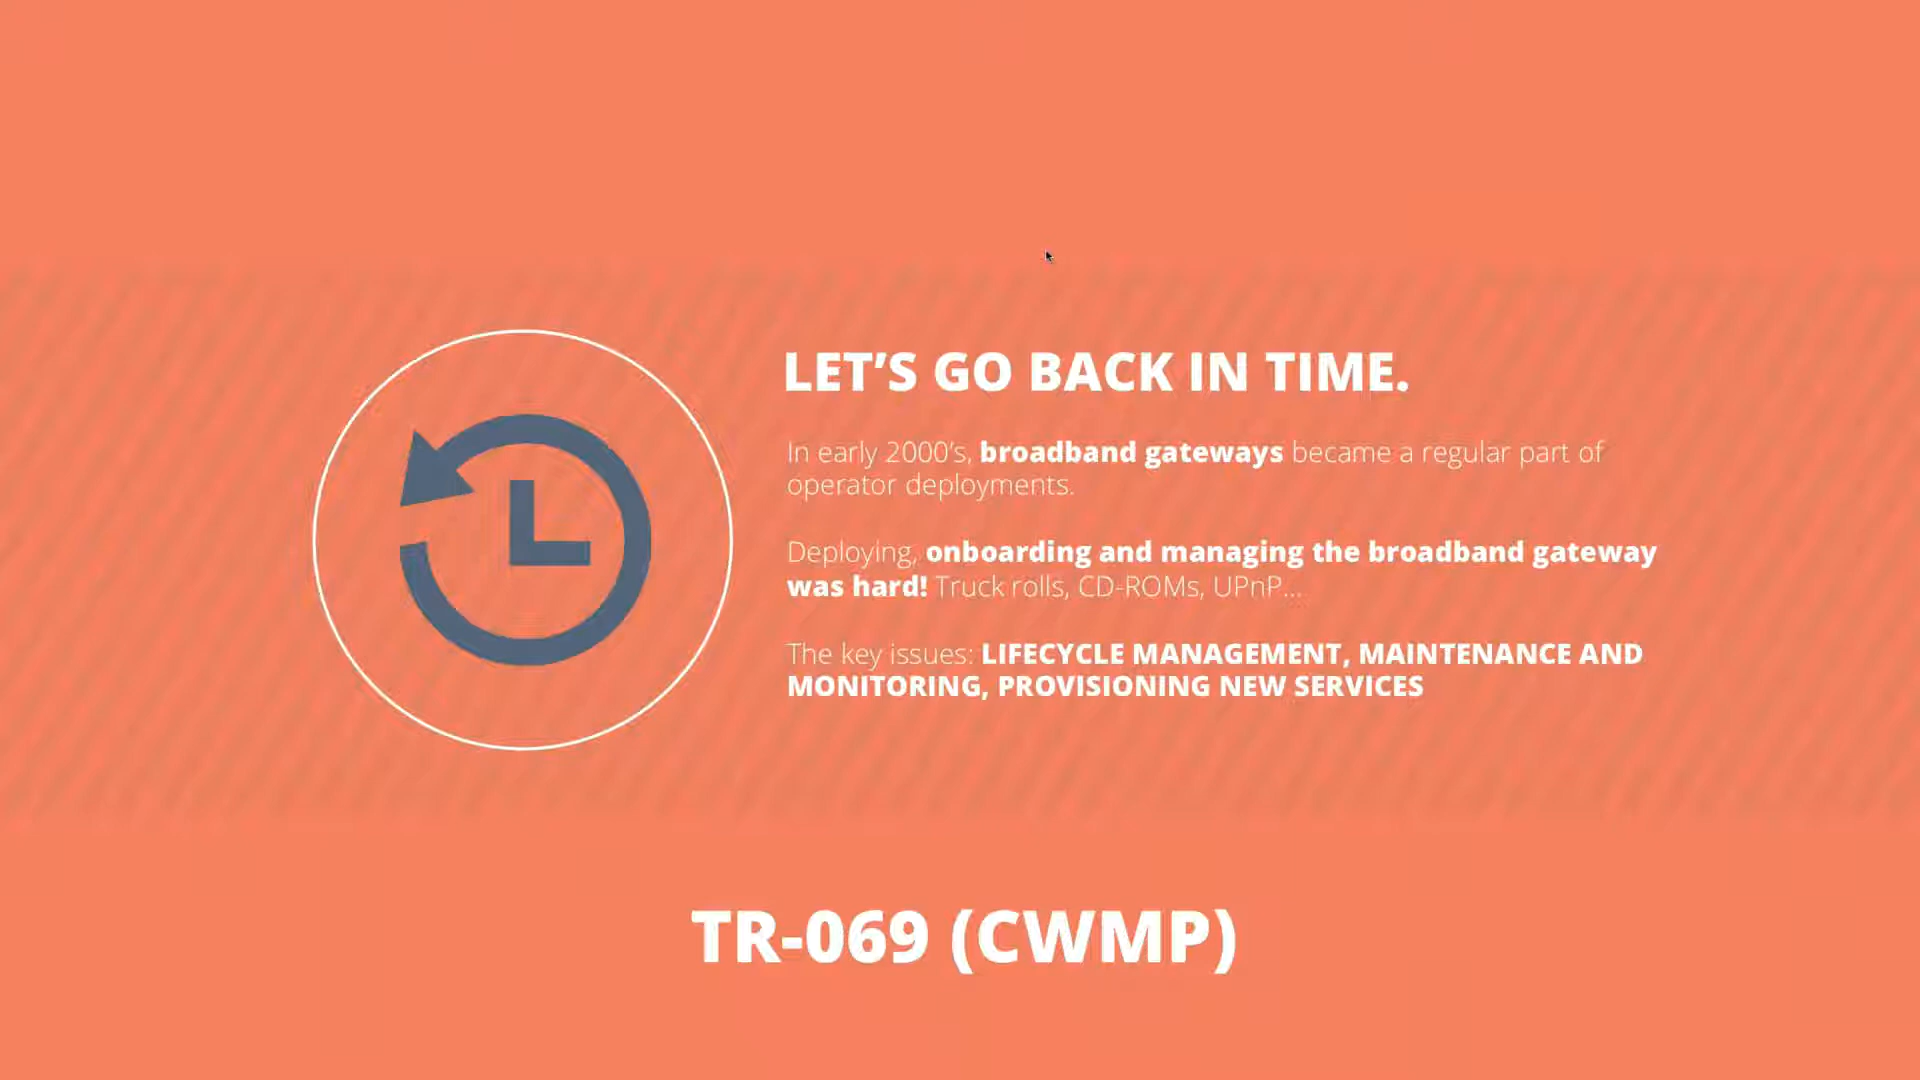 LET’S GO BACK IN TIME.
In early 2000’s, broadband gateways became a regular part of
operator deployments.
Deploying, onboarding and managing the broadband gateway
was hard! Truck rolls, CD-ROMs, UPnP...
The key issues: LIFECYCLE MANAGEMENT, MAINTENANCE AND
MONITORING, PROVISIONING NEW SERVICES
TR-069 (CWMP)